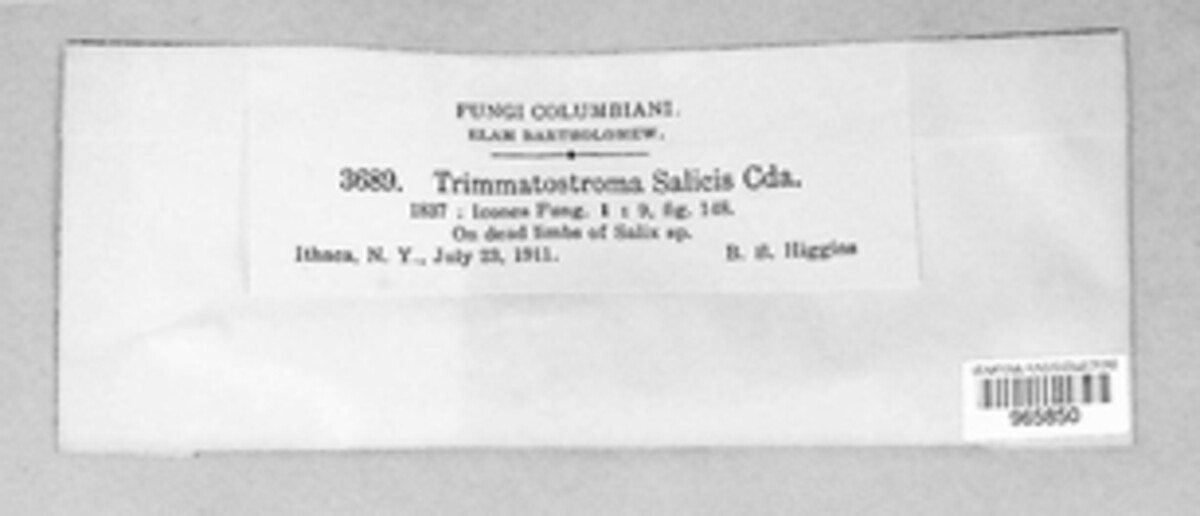 FUNGI COLUMBIANI.
ELAM BARTHOLOMEW.
3689. Trimmatostroma Salicis Cda.
1837 : Icones Fung. 1 : 9, fig. 148.
On dead limbs of Salix sp.
Ithaca, N. Y., July 23, 1911. B. B. Higgins
965850